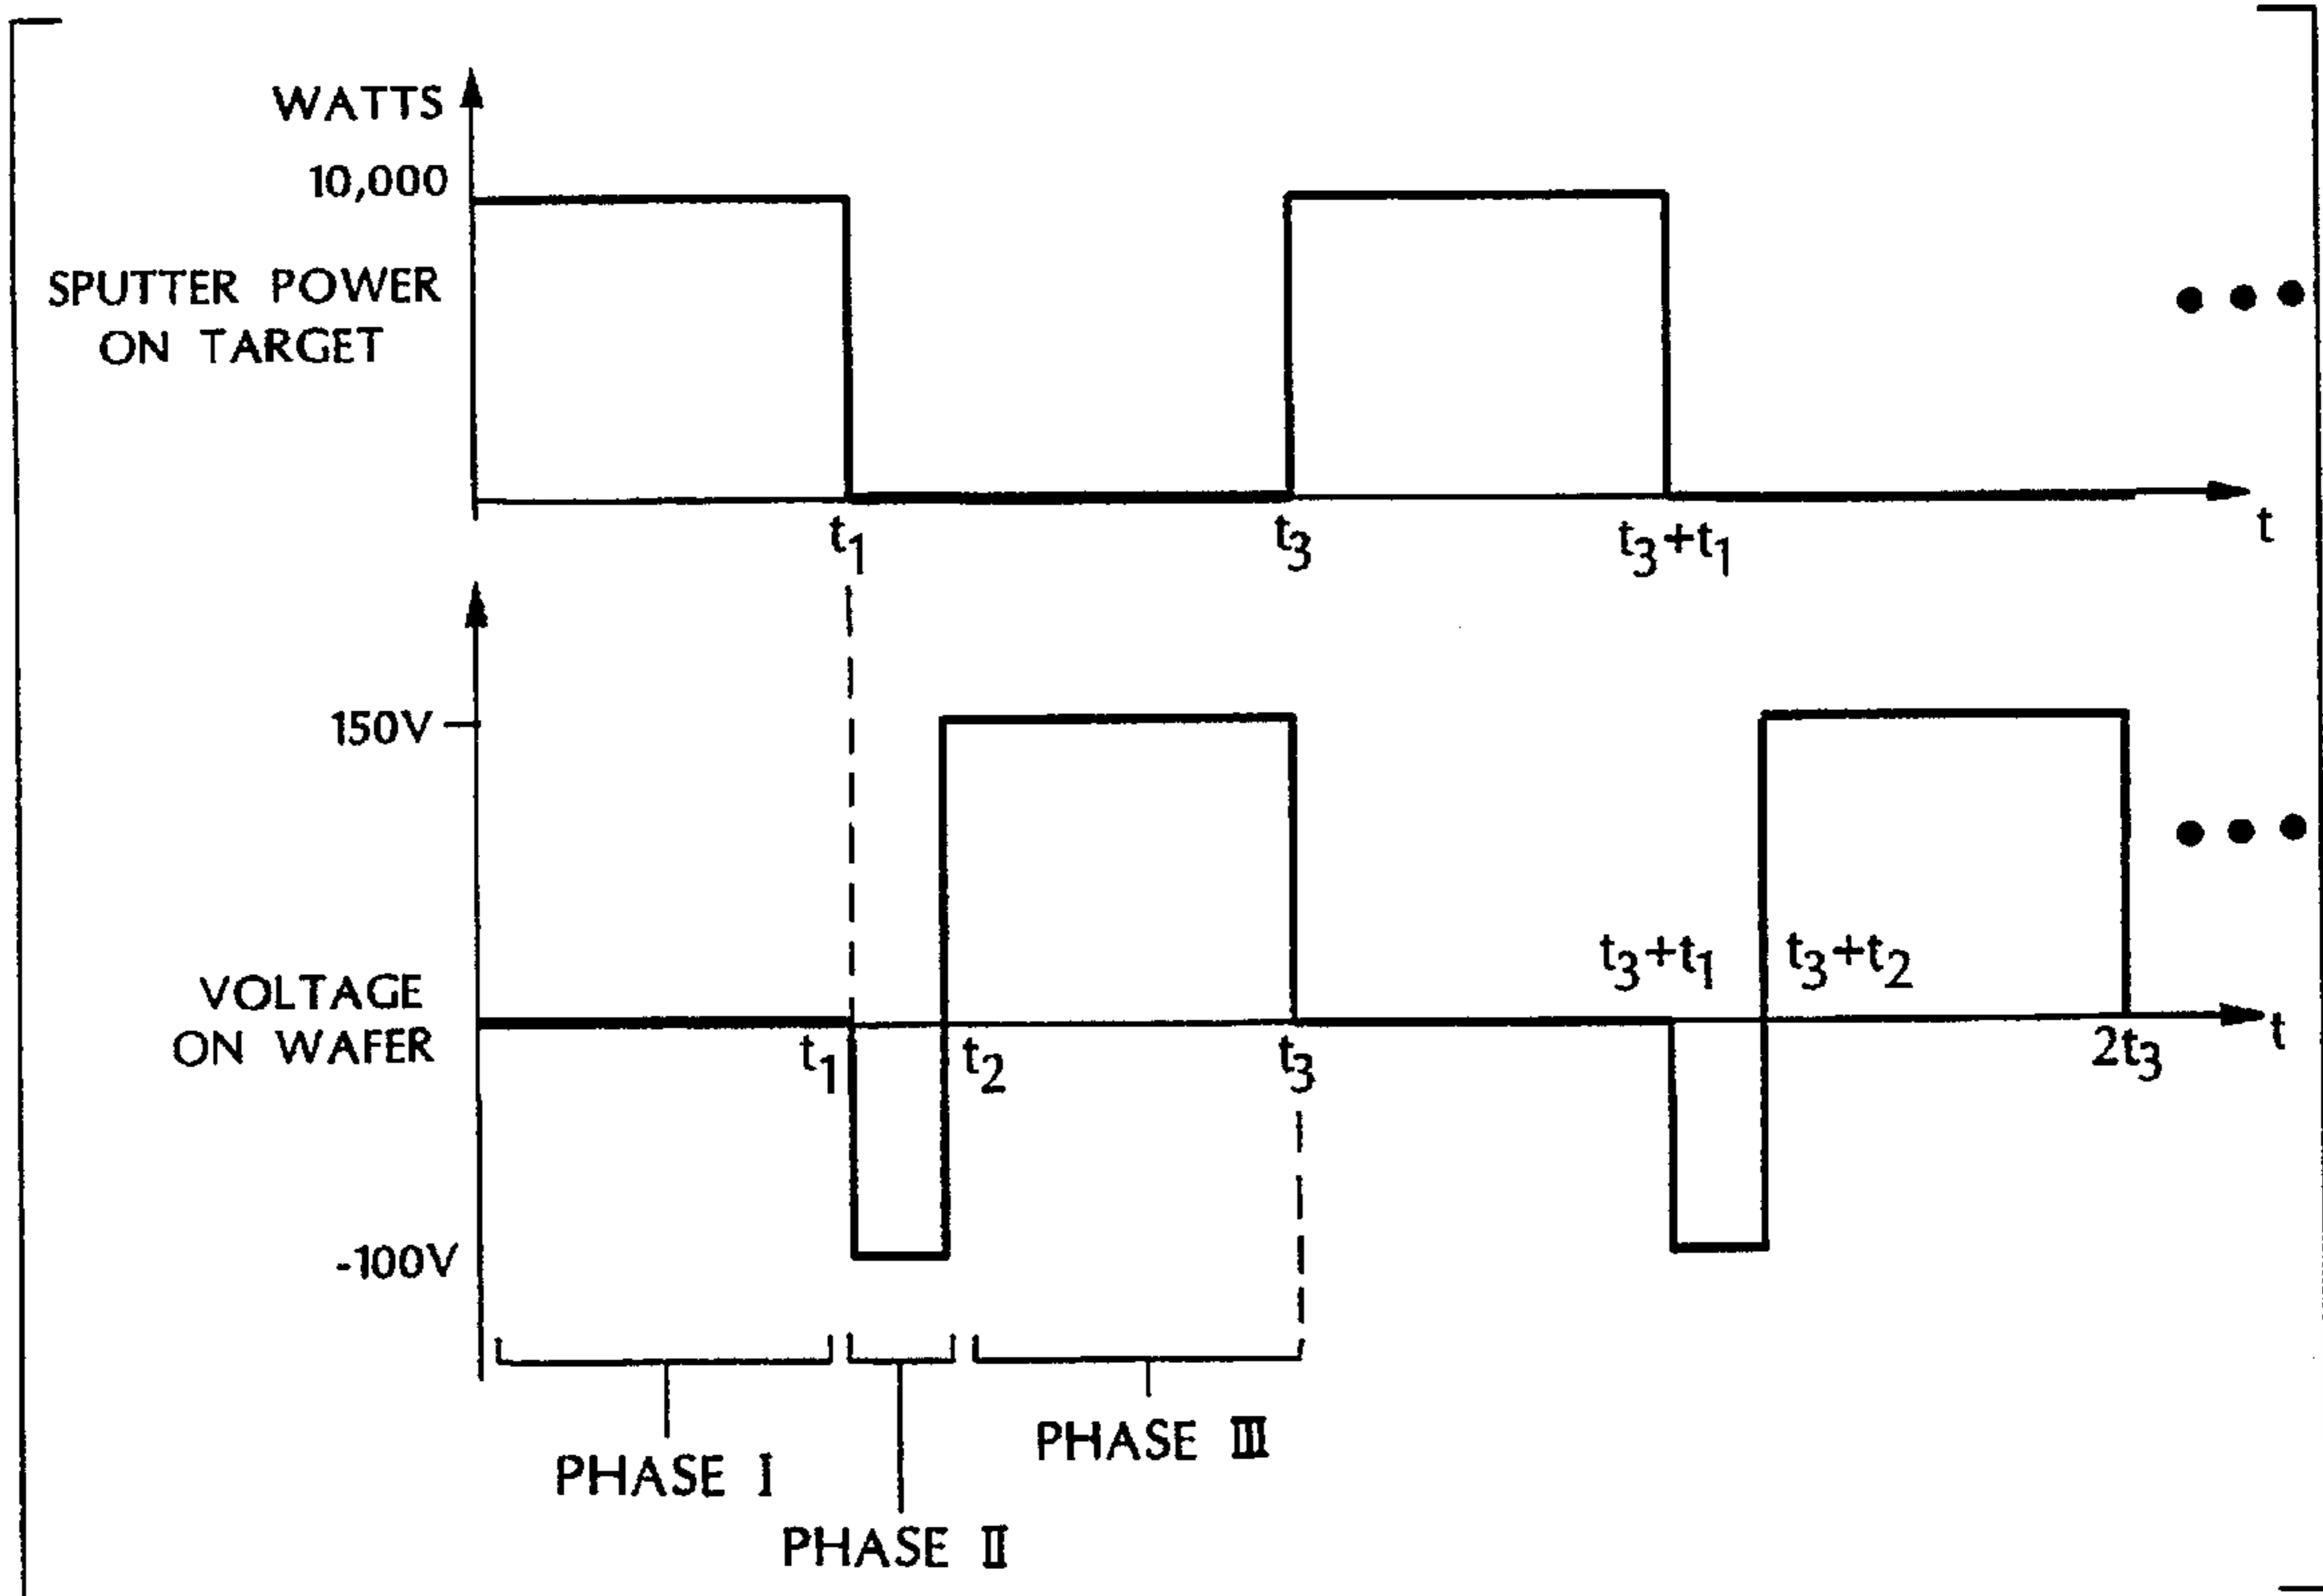 WATTS
10,000
SPUTTER POWER
ON TARGET
t₁
t₃
t₃+t₁
t
150V
VOLTAGE
ON WAFER
t₁
t₂
t₃
t₃+t₁
t₃+t₂
2t₃
t
-100V
PHASE I
PHASE II
PHASE III